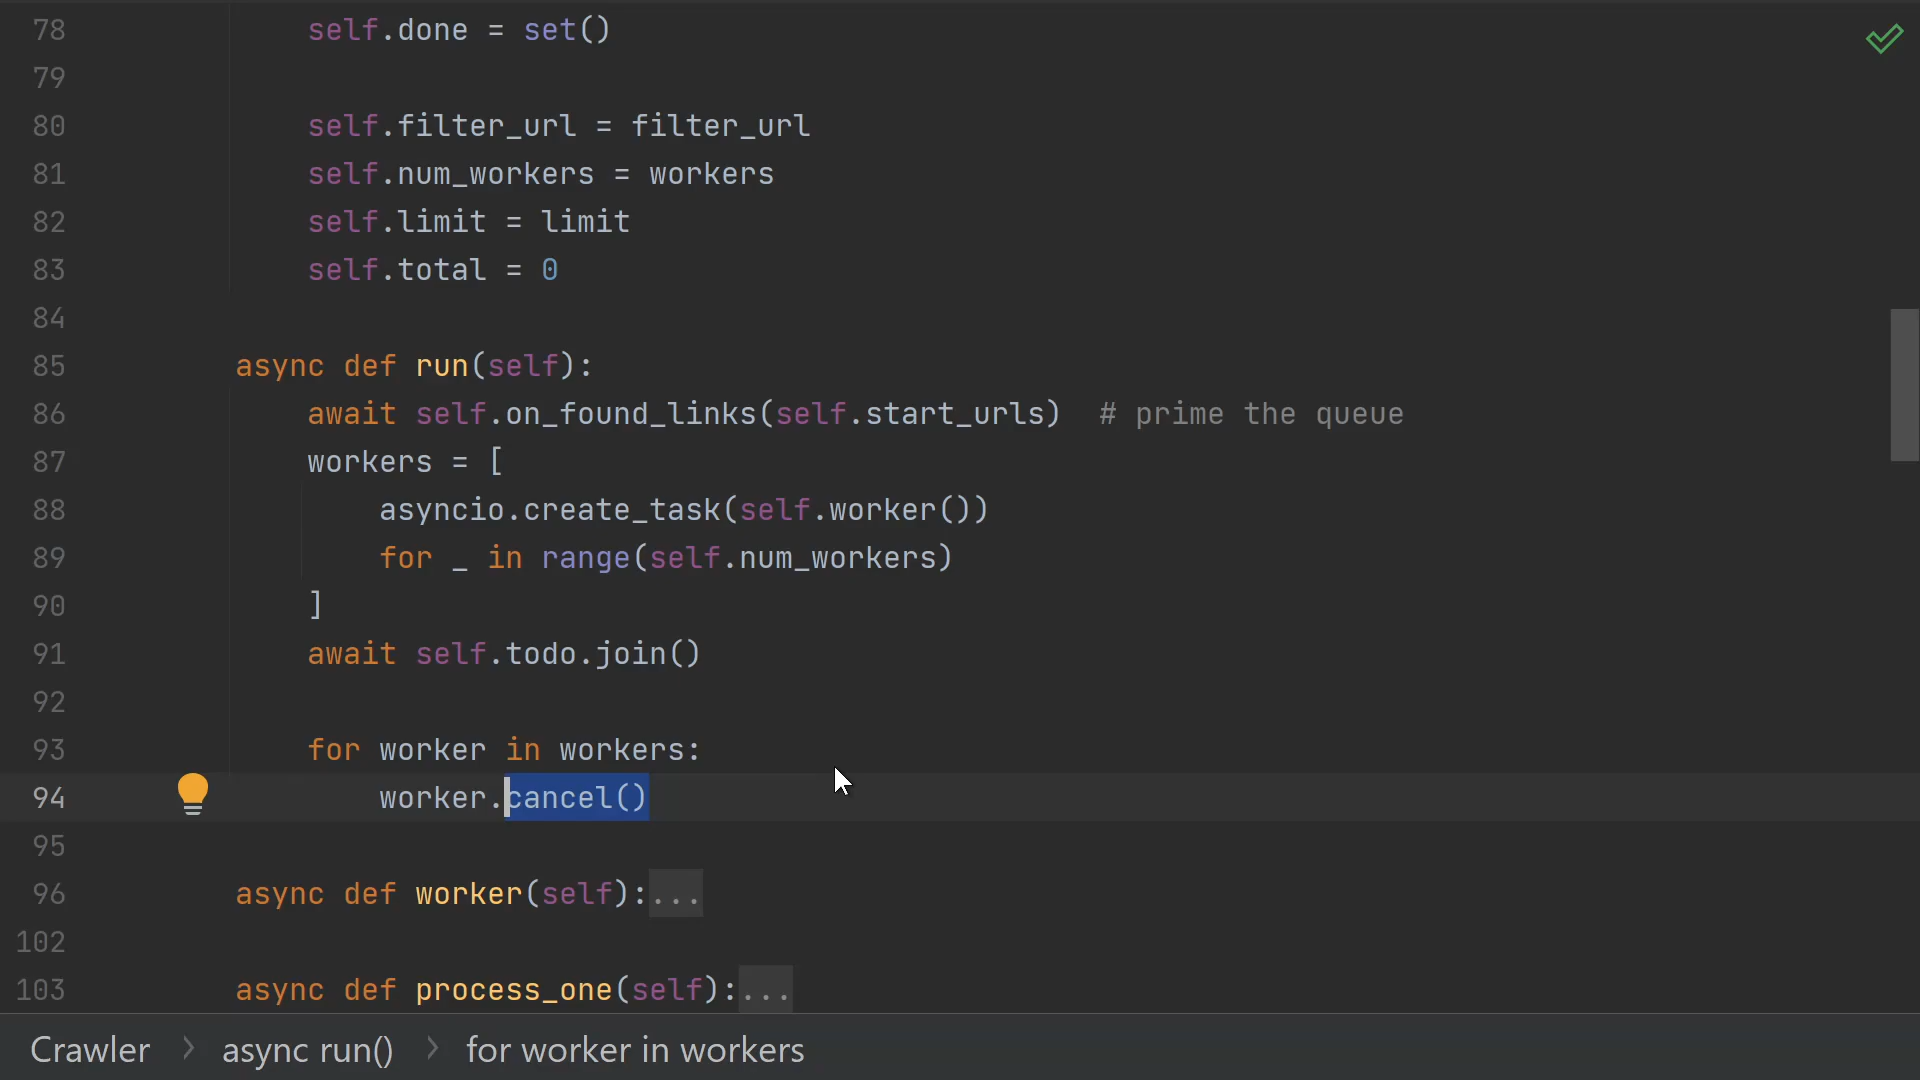 78 self.done = set()
79
80 self.filter_url = filter_url
81 self.num_workers = workers
82 self.limit = limit
83 self.total = 0
84
85 async def run(self):
86 await self.on_found_links(self.start_urls)  # prime the queue
87 workers = [
88 asyncio.create_task(self.worker())
89 for _ in range(self.num_workers)
90 ]
91 await self.todo.join()
92
93 for worker in workers:
94 worker.cancel()
95
96 async def worker(self):...
102
103 async def process_one(self):...
Crawler > async run() > for worker in workers